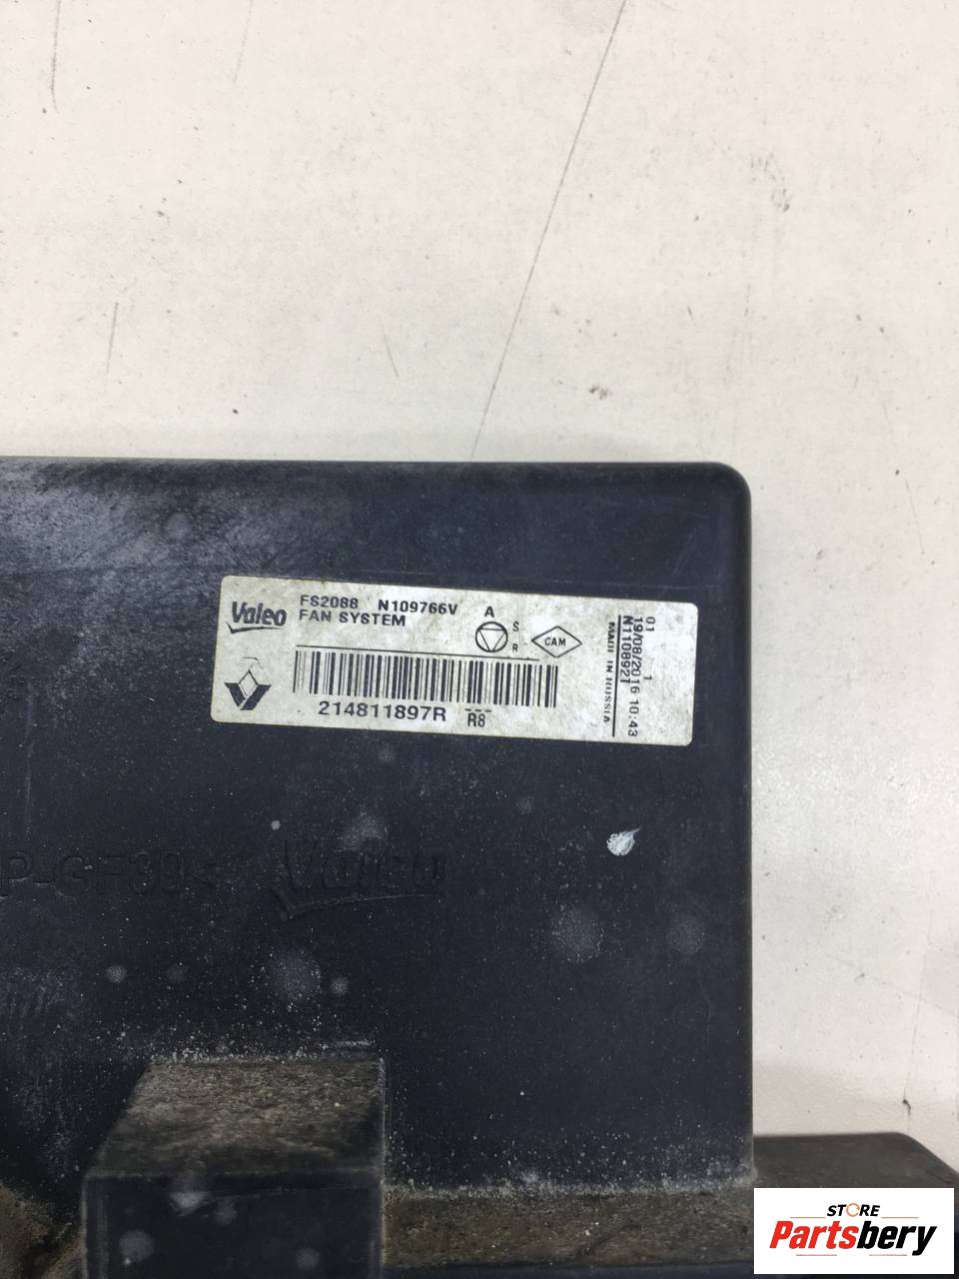 Valeo
FS2088 N109766V A
FAN SYSTEM
S
R
CAM
214811897R R8
01 1
19/08/2016 10:43
N1108921
MADE IN RUSSIA
Valeo
STORE
Partsbery